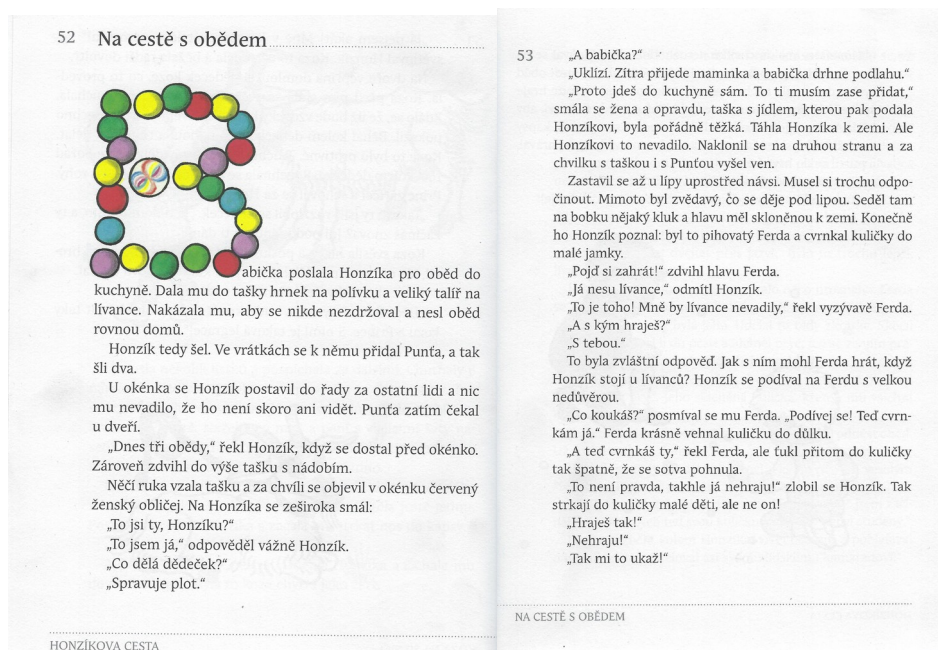 52 Na cestě s obědem
Babička poslala Honzíka pro oběd do
kuchyně. Dala mu do tašky hrnek na polívku a veliký talíř na
lívance. Nakázala mu, aby se nikde nezdržoval a nesl oběd
rovnou domů.
Honzík tedy šel. Ve vrátkách se k němu přidal Punťa, a tak
šli dva.
U okénka se Honzík postavil do řady za ostatní lidi a nic
mu nevadilo, že ho není skoro ani vidět. Punťa zatím čekal
u dveří.
„Dnes tři obědy,“ řekl Honzík, když se dostal před okénko.
Zároveň zdvihl do výše tašku s nádobím.
Něčí ruka vzala tašku a za chvíli se objevil v okénku červený
ženský obličej. Na Honzíka se zeširoka smál:
„To jsi ty, Honzíku?“
„To jsem já,“ odpověděl vážně Honzík.
„Co dělá dědeček?“
„Spravuje plot.“
HONZÍKOVA CESTA
53 „A babička?“
„Uklízí. Zítra přijede maminka a babička drhne podlahu.“
„Proto jdeš do kuchyně sám. To ti musím zase přidat,“
smála se žena a opravdu, taška s jídlem, kterou pak podala
Honzíkovi, byla pořádně těžká. Táhla Honzíka k zemi. Ale
Honzíkovi to nevadilo. Naklonil se na druhou stranu a za
chvilku s taškou i s Punťou vyšel ven.
Zastavil se až u lípy uprostřed návsi. Musel si trochu odpo-
činout. Mimoto byl zvědavý, čo se děje pod lipou. Seděl tam
na bobku nějaký kluk a hlavu měl skloněnou k zemi. Konečně
ho Honzík poznal: byl to pihovatý Ferda a cvrnkal kuličky do
malé jamky.
„Pojď si zahrát!“ zdvihl hlavu Ferda.
„Já nesu lívance,“ odmítl Honzík.
„To je toho! Mně by lívance nevadily,“ řekl vyzývavě Ferda.
„A s kým hraješ?“
„S tebou.“
To byla zvláštní odpověď. Jak s ním mohl Ferda hrát, když
Honzík stojí u lívanců? Honzík se podíval na Ferdu s velkou
nedůvěrou.
„Co koukáš?“ posmíval se mu Ferda. „Podívej se! Teď cvrn-
kám já.“ Ferda krásně vehnal kuličku do důlku.
„A teď cvrnkáš ty,“ řekl Ferda, ale ťukl přitom do kuličky
tak špatně, že se sotva pohnula.
„To není pravda, takhle já nehraju!“ zlobil se Honzík. Tak
strkají do kuličky malé děti, ale ne on!
„Hraješ tak!“
„Nehraju!“
„Tak mi to ukaž!“
NA CESTĚ S OBĚDEM